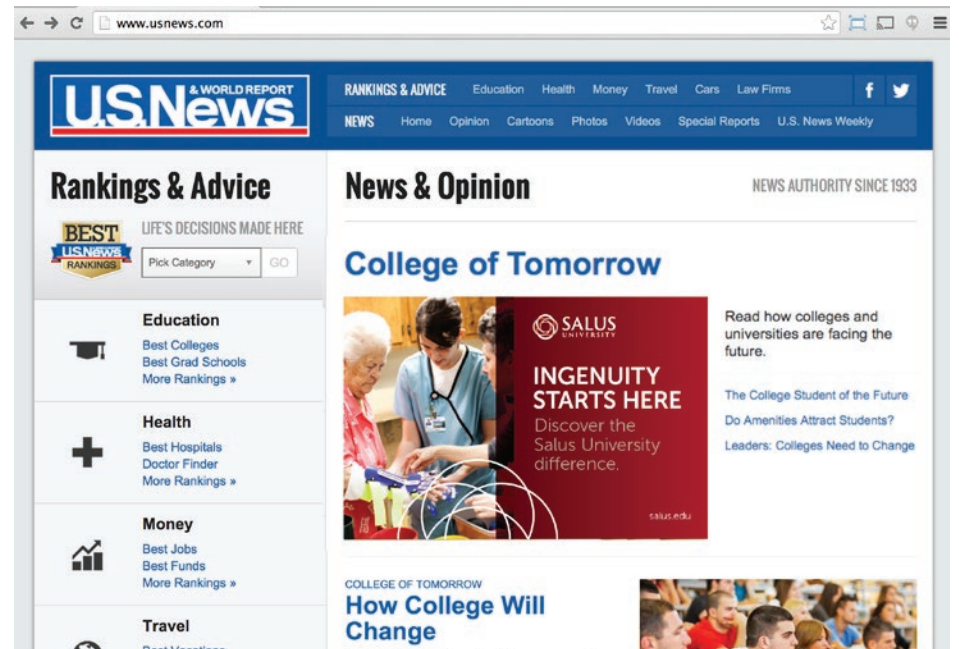 www.usnews.com
U.S.News
& WORLD REPORT
RANKINGS & ADVICE Education Health Money Travel Cars Law Firms
NEWS Home Opinion Cartoons Photos Videos Special Reports U.S. News Weekly
Rankings & Advice
BEST
U.S.News
RANKINGS
LIFE'S DECISIONS MADE HERE
Pick Category GO
Education
Best Colleges
Best Grad Schools
More Rankings »
Health
Best Hospitals
Doctor Finder
More Rankings »
Money
Best Jobs
Best Funds
More Rankings »
Travel
Best Vacations
News & Opinion
NEWS AUTHORITY SINCE 1933
College of Tomorrow
SALUS
UNIVERSITY
INGENUITY
STARTS HERE
Discover the
Salus University
difference.
salus.edu
Read how colleges and
universities are facing the
future.
The College Student of the Future
Do Amenities Attract Students?
Leaders: Colleges Need to Change
COLLEGE OF TOMORROW
How College Will
Change